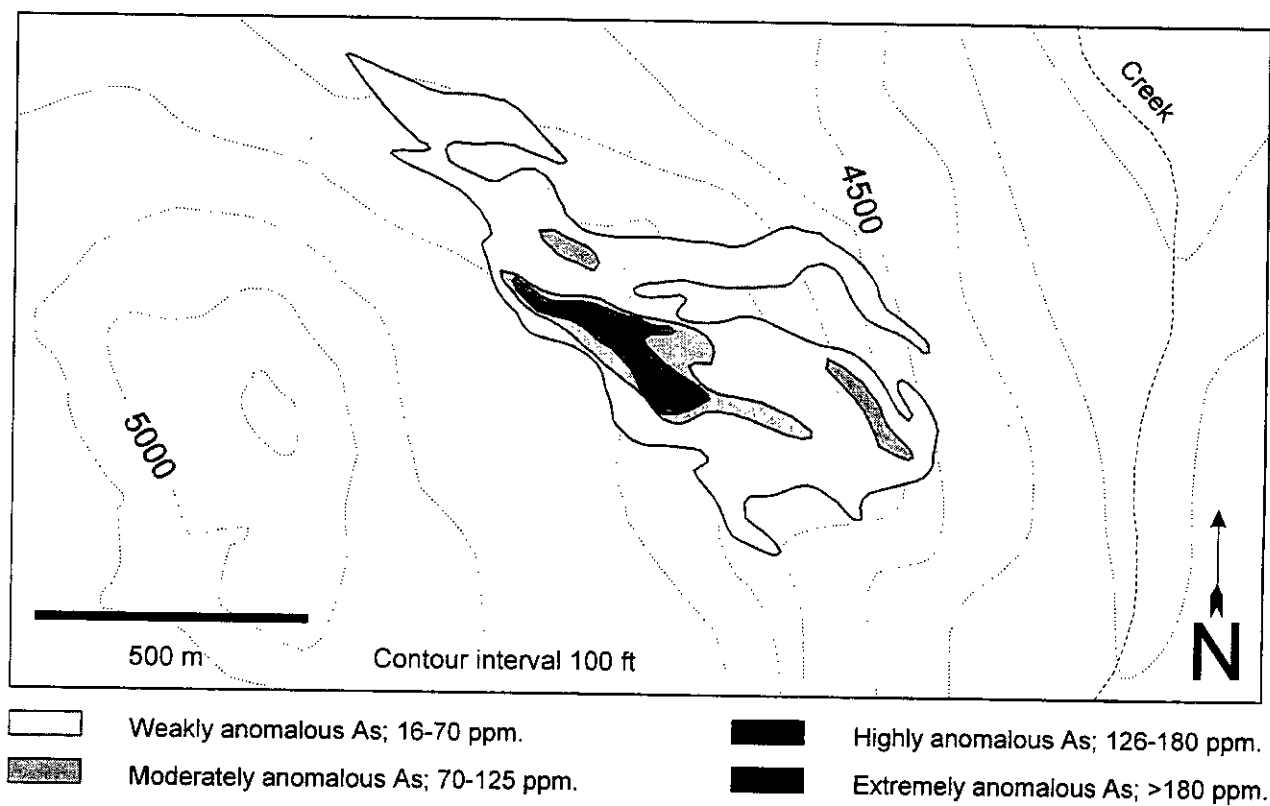 Creek
4500
5000
500 m
Contour interval 100 ft
N
Weakly anomalous As; 16-70 ppm.
Moderately anomalous As; 70-125 ppm.
Highly anomalous As; 126-180 ppm.
Extremely anomalous As; >180 ppm.